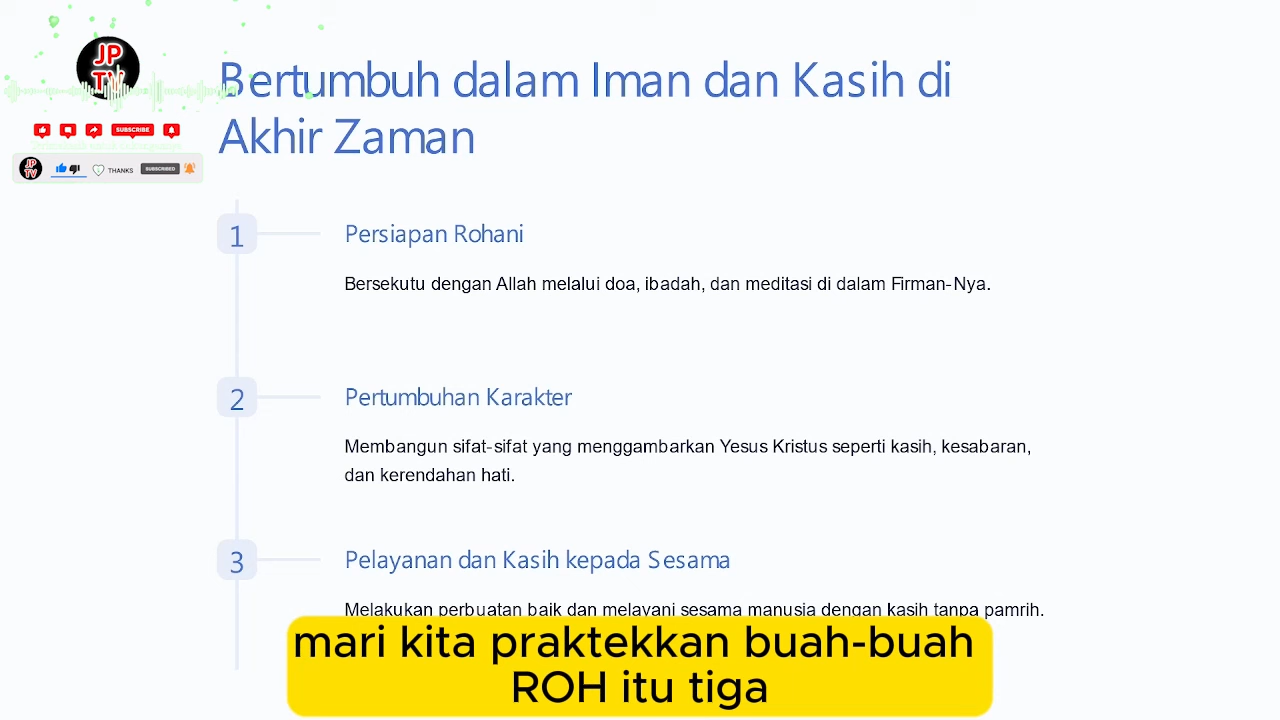 JP
TV
Bertumbuh dalam Iman dan Kasih di
Akhir Zaman
SUBSCRIBE
JP
TV
THANKS
SUBSCRIBED
1
Persiapan Rohani
Bersekutu dengan Allah melalui doa, ibadah, dan meditasi di dalam Firman-Nya.
2
Pertumbuhan Karakter
Membangun sifat-sifat yang menggambarkan Yesus Kristus seperti kasih, kesabaran,
dan kerendahan hati.
3
Pelayanan dan Kasih kepada Sesama
Melakukan perbuatan baik dan melayani sesama manusia dengan kasih tanpa pamrih.
mari kita praktekkan buah-buah
ROH itu tiga